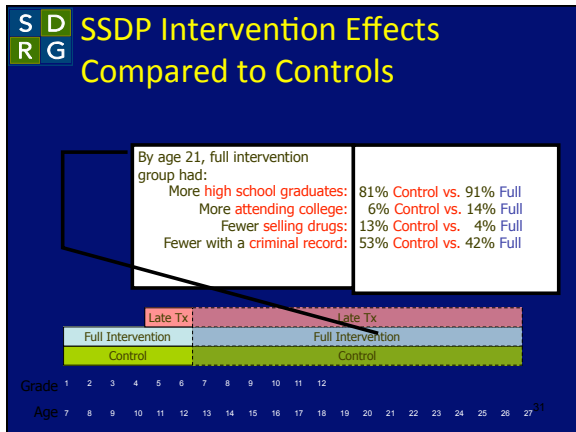 S D
R G
SSDP Intervention Effects
Compared to Controls
By age 21, full intervention
group had:
More high school graduates: 81% Control vs. 91% Full
More attending college: 6% Control vs. 14% Full
Fewer selling drugs: 13% Control vs. 4% Full
Fewer with a criminal record: 53% Control vs. 42% Full
Late Tx Late Tx
Full Intervention Full Intervention
Control Control
Grade 1 2 3 4 5 6 7 8 9 10 11 12
Age 7 8 9 10 11 12 13 14 15 16 17 18 19 20 21 22 23 24 25 26 27
31